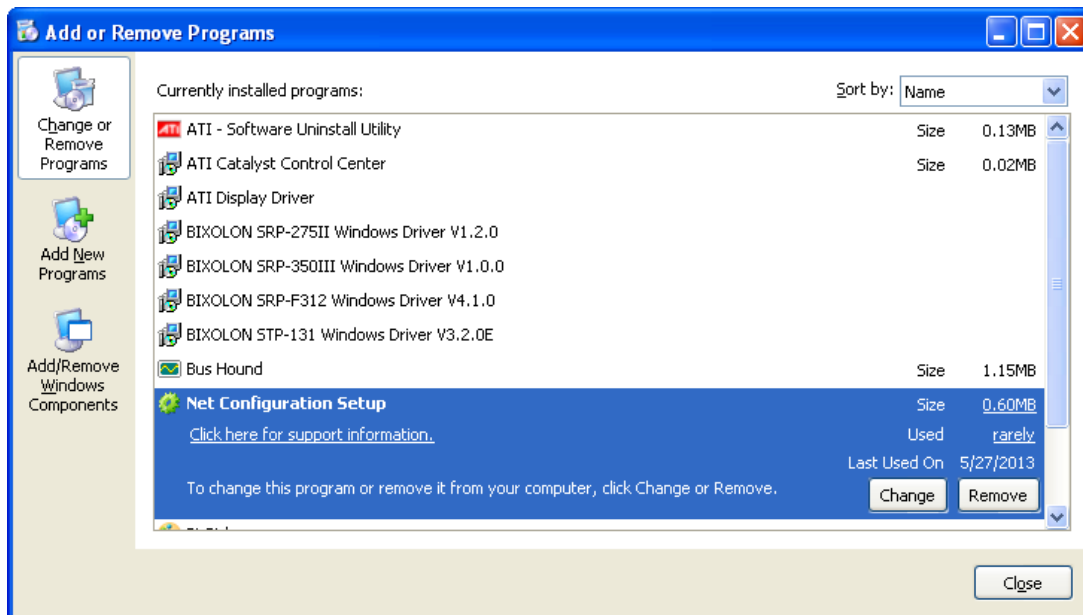 Add or Remove Programs
Change or
Remove
Programs
Add New
Programs
Add/Remove
Windows
Components
Currently installed programs:
Sort by: Name
ATI
ATI - Software Uninstall Utility Size 0.13MB
ATI Catalyst Control Center Size 0.02MB
ATI Display Driver
BIXOLON SRP-275II Windows Driver V1.2.0
BIXOLON SRP-350III Windows Driver V1.0.0
BIXOLON SRP-F312 Windows Driver V4.1.0
BIXOLON STP-131 Windows Driver V3.2.0E
Bus Hound Size 1.15MB
Net Configuration Setup Size 0.60MB
Click here for support information. Used rarely
Last Used On 5/27/2013
To change this program or remove it from your computer, click Change or Remove. Change Remove
Close